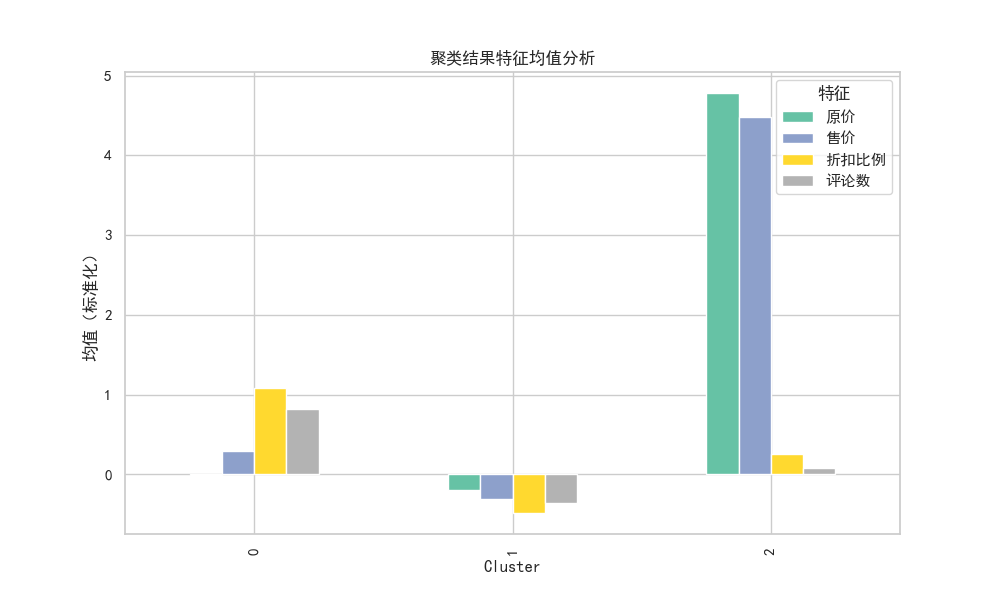 聚类结果特征均值分析
特征
原价
售价
折扣比例
评论数
均值（标准化）
5
4
3
2
1
0
0
1
2
Cluster